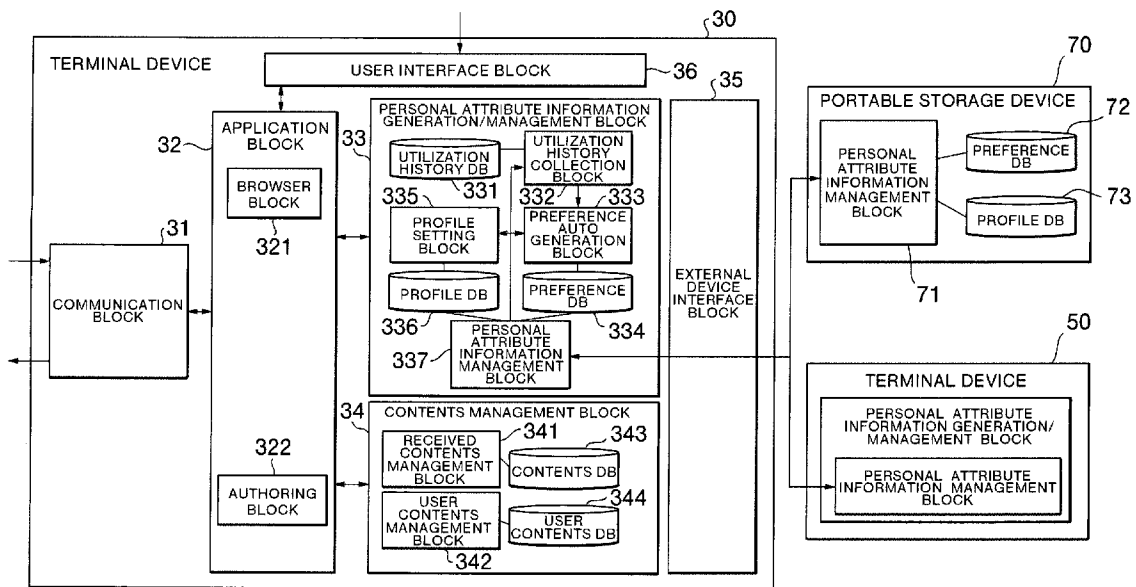 30
TERMINAL DEVICE
USER INTERFACE BLOCK
36
35
32
APPLICATION
BLOCK
BROWSER
BLOCK
321
31
COMMUNICATION
BLOCK
322
AUTHORING BLOCK
33
PERSONAL ATTRIBUTE INFORMATION
GENERATION/MANAGEMENT BLOCK
UTILIZATION
HISTORY DB
331
UTILIZATION
HISTORY
COLLECTION
BLOCK
332
333
335
PROFILE
SETTING
BLOCK
PREFERENCE
AUTO
GENERATION
BLOCK
PROFILE DB
336
PREFERENCE
DB
334
337
PERSONAL
ATTRIBUTE
INFORMATION
MANAGEMENT
BLOCK
34
CONTENTS MANAGEMENT BLOCK
341
RECEIVED
CONTENTS
MANAGEMENT
BLOCK
343
CONTENTS DB
USER
CONTENTS
MANAGEMENT
BLOCK
342
344
USER
CONTENTS DB
EXTERNAL
DEVICE
INTERFACE
BLOCK
70
PORTABLE STORAGE DEVICE
72
PERSONAL
ATTRIBUTE
INFORMATION
MANAGEMENT
BLOCK
71
PREFERENCE
DB
73
PROFILE DB
50
TERMINAL DEVICE
PERSONAL ATTRIBUTE
INFORMATION GENERATION/
MANAGEMENT BLOCK
PERSONAL ATTRIBUTE
INFORMATION MANAGEMENT
BLOCK